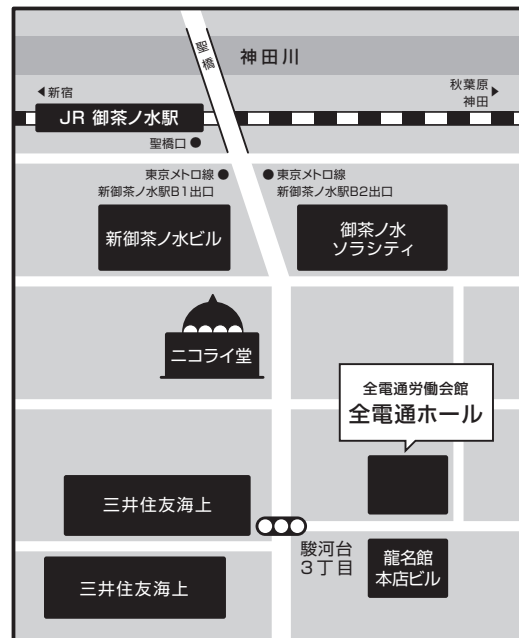 聖橋
神田川
◀新宿
秋葉原▶
神田
JR 御茶ノ水駅
聖橋口●
東京メトロ線●
新御茶ノ水駅B1出口
●東京メトロ線
新御茶ノ水駅B2出口
新御茶ノ水ビル
御茶ノ水
ソラシティ
ニコライ堂
全電通労働会館
全電通ホール
三井住友海上
駿河台
3丁目
龍名館
本店ビル
三井住友海上